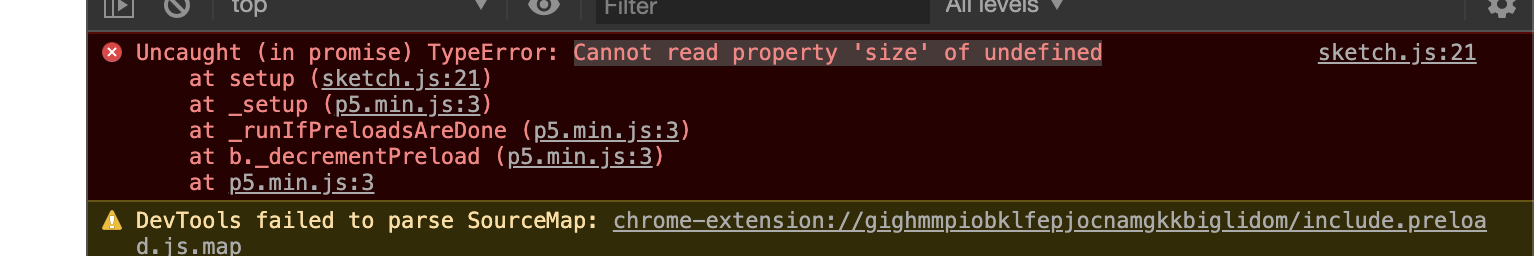 top Filter All levels
Uncaught (in promise) TypeError: Cannot read property 'size' of undefined sketch.js:21
at setup (sketch.js:21)
at _setup (p5.min.js:3)
at _runIfPreloadsAreDone (p5.min.js:3)
at b._decrementPreload (p5.min.js:3)
at p5.min.js:3
DevTools failed to parse SourceMap: chrome-extension://gighmmpiobklfepjocnamgkkbiglidom/include.preloa
d.js.map